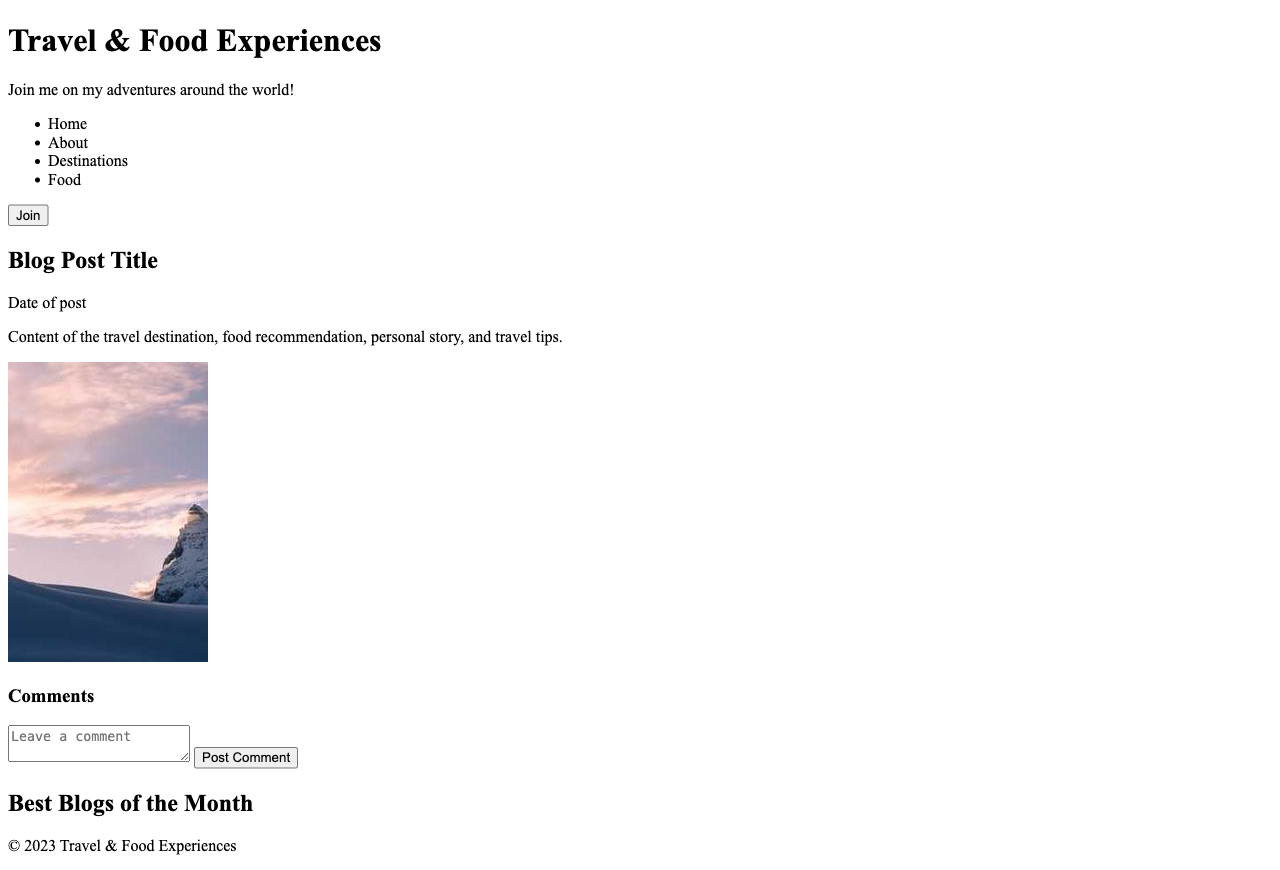 Travel & Food Experiences
Join me on my adventures around the world!
Home
About
Destinations
Food
Join
Blog Post Title
Date of post
Content of the travel destination, food recommendation, personal story, and travel tips.
Comments
Leave a comment
Post Comment
Best Blogs of the Month
© 2023 Travel & Food Experiences